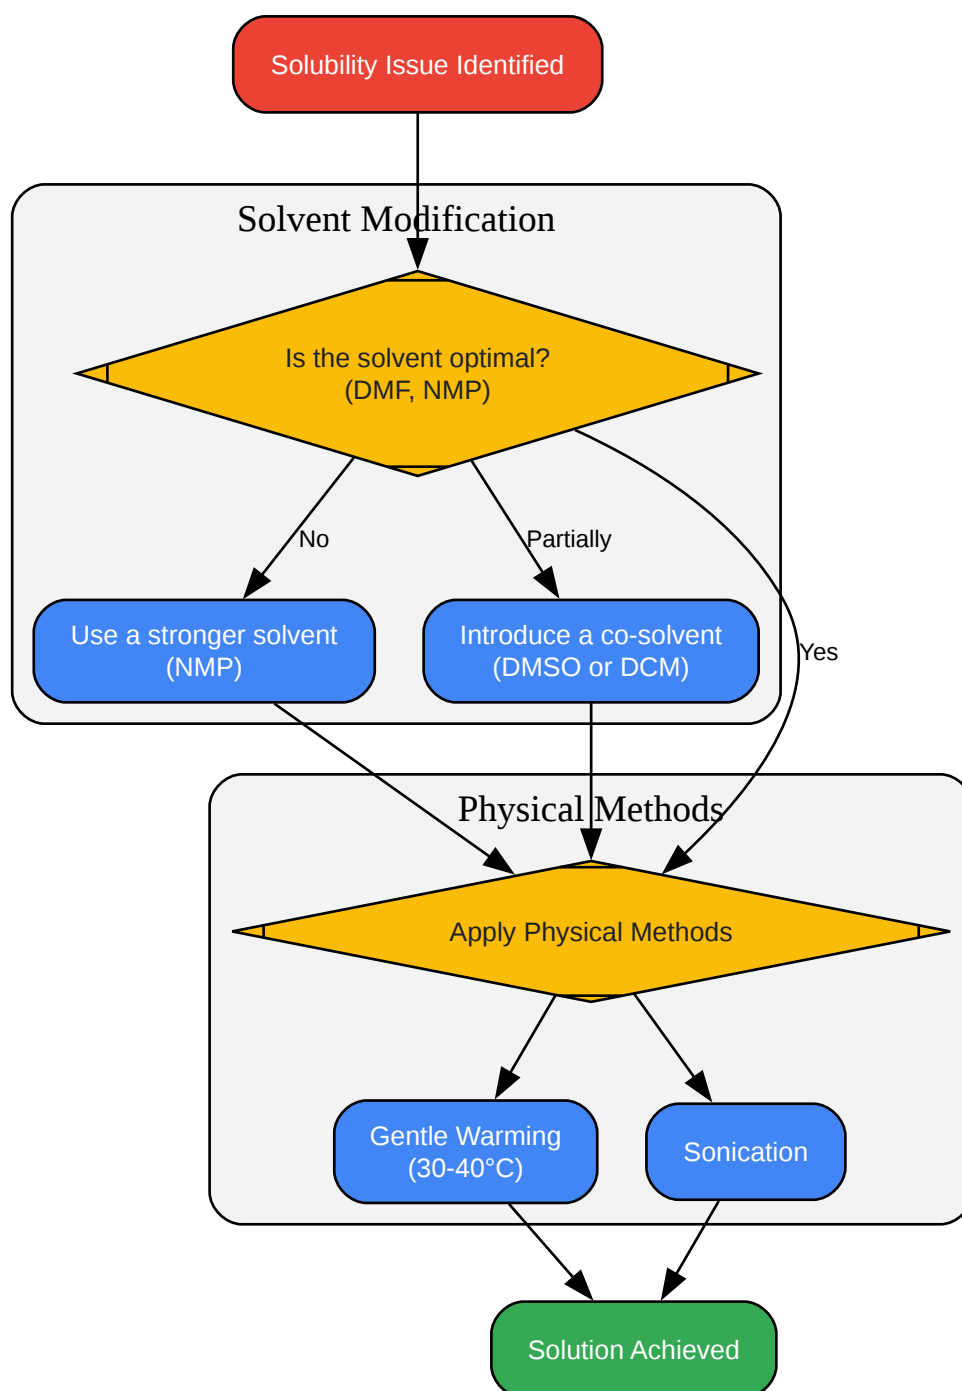 Solubility Issue Identified
Solvent Modification
Is the solvent optimal?
(DMF, NMP)
No
Partially
Use a stronger solvent
(NMP)
Introduce a co-solvent
(DMSO or DCM)
Yes
Physical Methods
Apply Physical Methods
Gentle Warming
(30-40°C)
Sonication
Solution Achieved